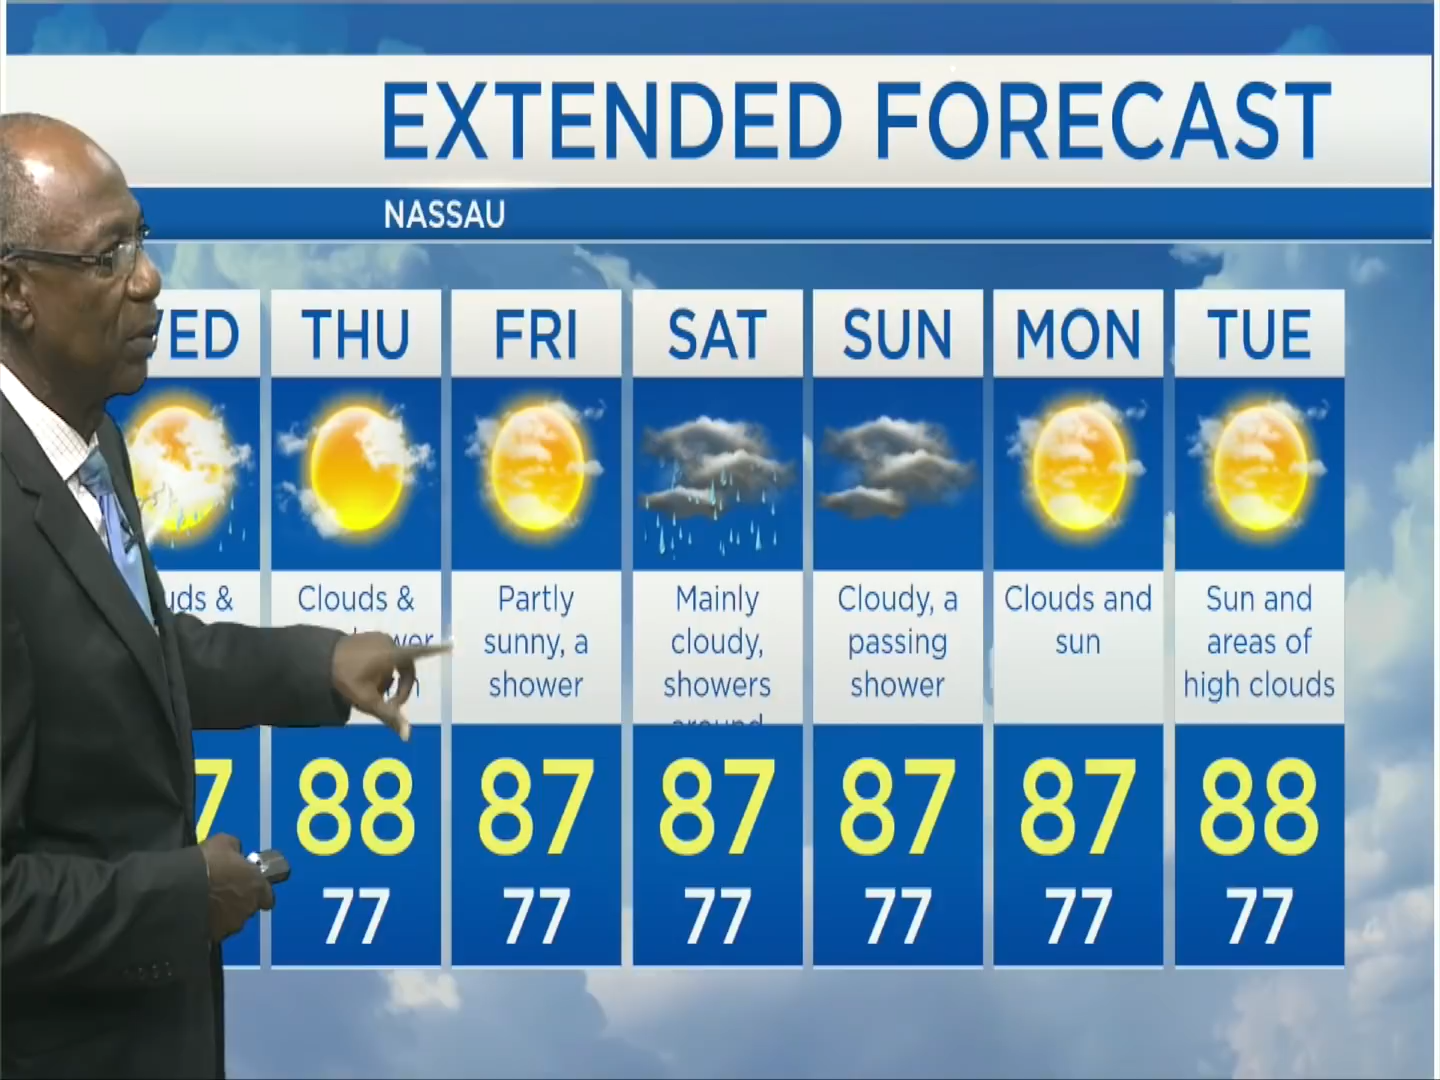 EXTENDED FORECAST
NASSAU
THU
Clouds &
88
77
FRI
Partly
sunny, a
shower
87
77
SAT
Mainly
cloudy,
showers
around
87
77
SUN
Cloudy, a
passing
shower
87
77
MON
Clouds and
sun
87
77
TUE
Sun and
areas of
high clouds
88
77